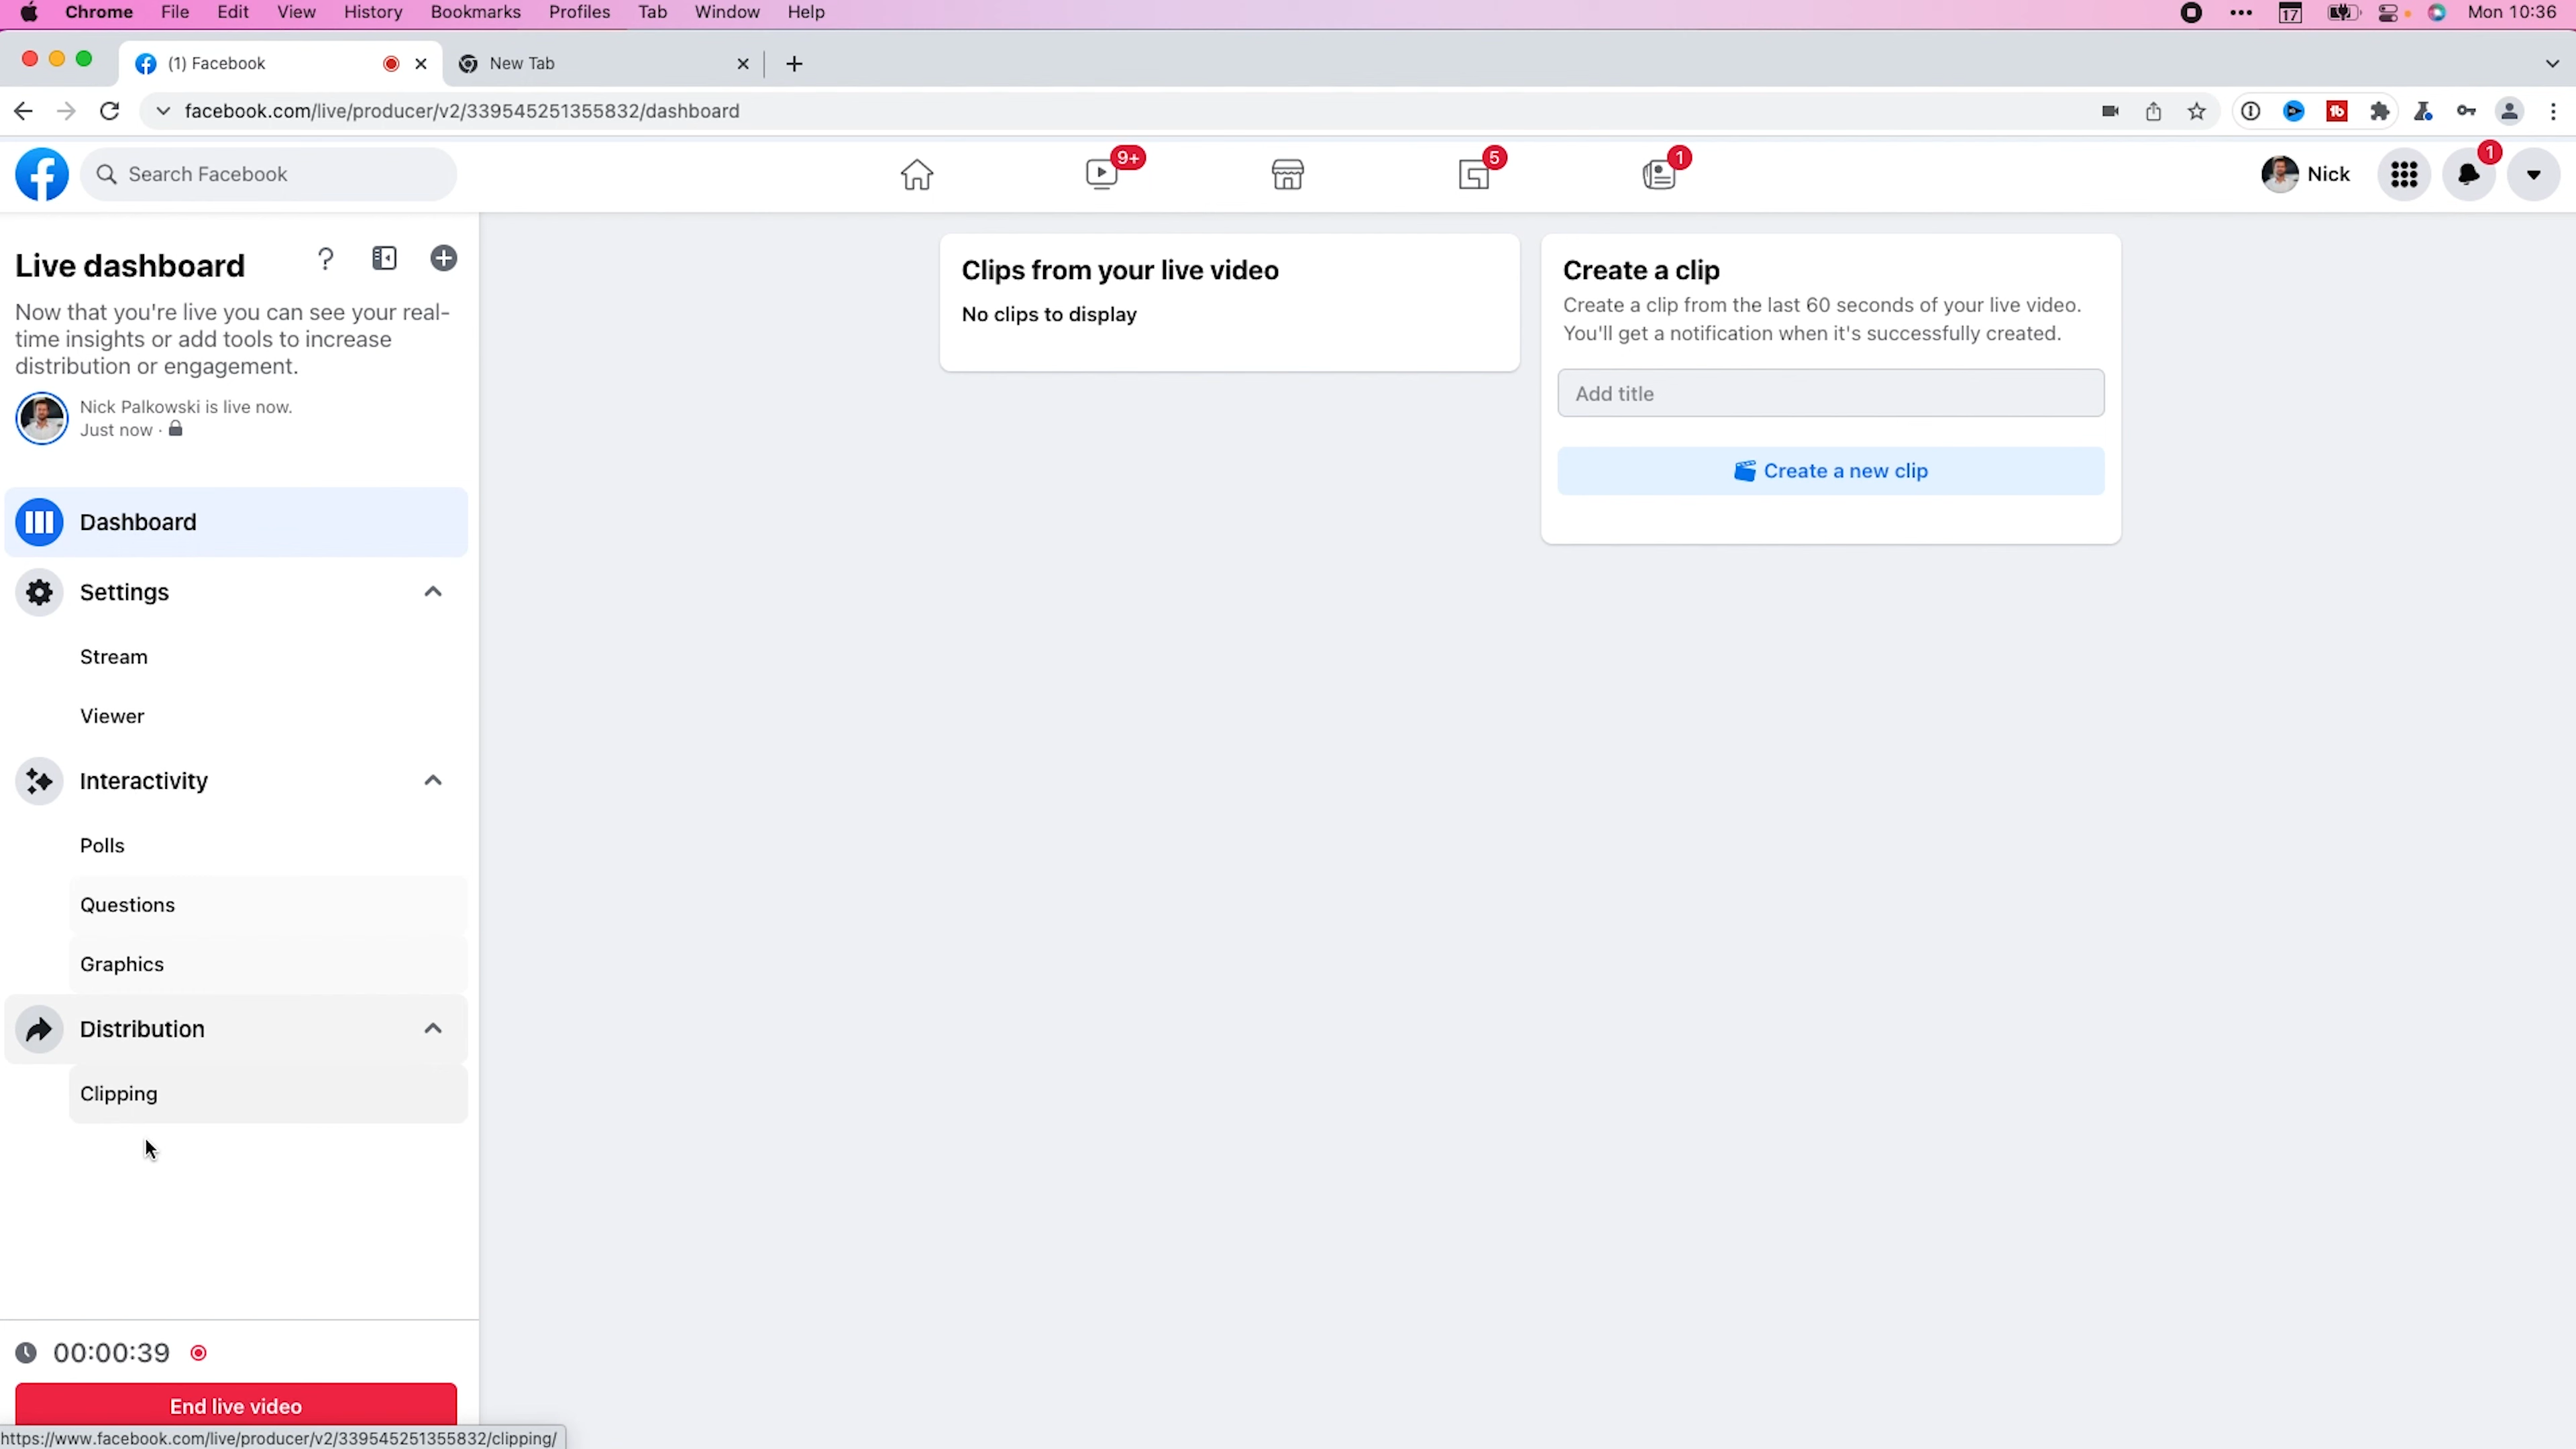 Chrome File Edit View History Bookmarks Profiles Tab Window Help 17 Mon 10:36
(1) Facebook New Tab
facebook.com/live/producer/v2/339545251355832/dashboard
Search Facebook 9+ 5 1 Nick 1
Live dashboard
Now that you're live you can see your real-
time insights or add tools to increase
distribution or engagement.
Nick Palkowski is live now.
Just now ·
Dashboard
Settings
Stream
Viewer
Interactivity
Polls
Questions
Graphics
Distribution
Clipping
00:00:39
End live video
https://www.facebook.com/live/producer/v2/339545251355832/clipping/
Clips from your live video
No clips to display
Create a clip
Create a clip from the last 60 seconds of your live video.
You'll get a notification when it's successfully created.
Add title
Create a new clip